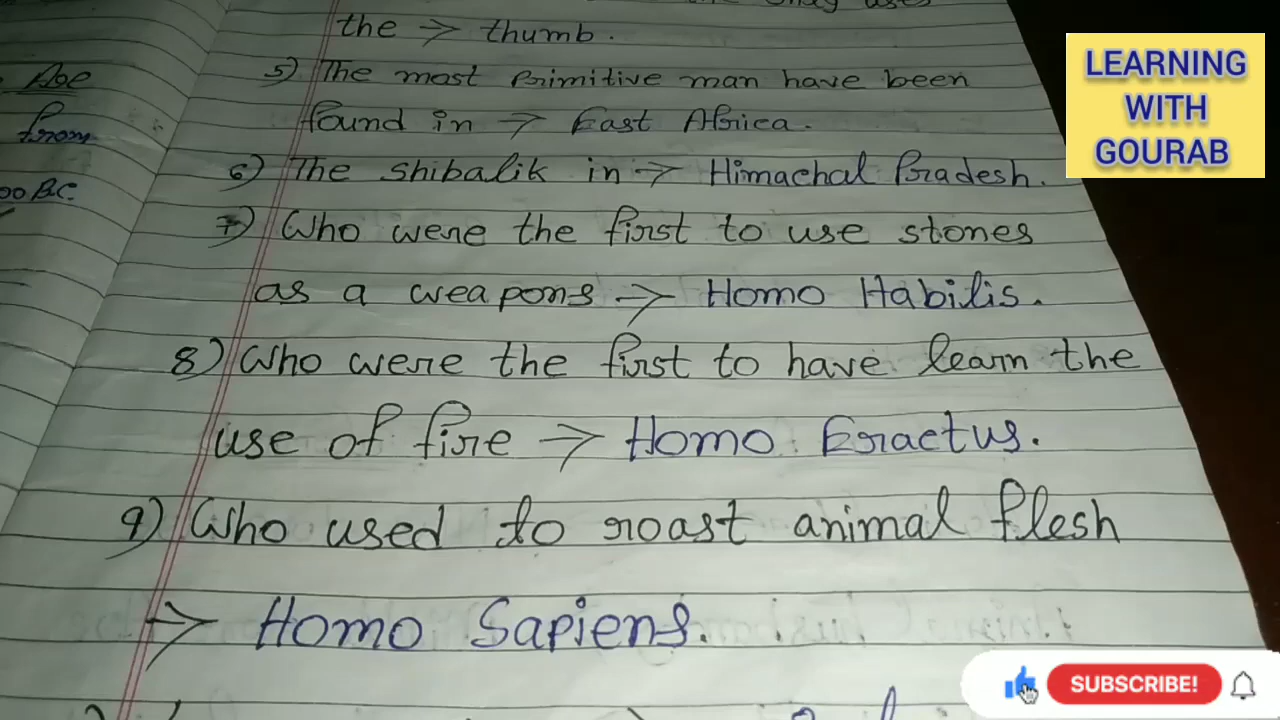 the → thumb.
5) The most Primitive man have been
found in → East Africa.
6) The Shibalik in → Himachal Pradesh.
7) Who were the first to use stones
as a weapons → Homo Habilis.
8) Who were the first to have learn the
use of fire → Homo Eractus.
9) Who used to roast animal flesh
→ Homo Sapiens.
Age
from
00 B.C.
LEARNING
WITH
GOURAB
SUBSCRIBE!